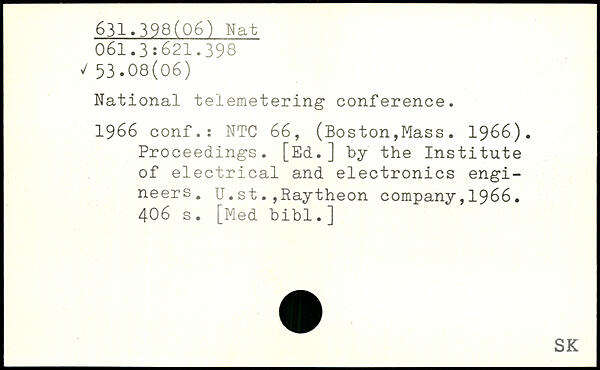 631.398(06) Nat
061.3:621.398
✓ 53.08(06)
National telemetering conference.
1966 conf.: NTC 66, (Boston,Mass. 1966).
Proceedings. [Ed.] by the Institute
of electrical and electronics engi-
neers. U.st.,Raytheon company,1966.
406 s. [Med bibl.]
SK